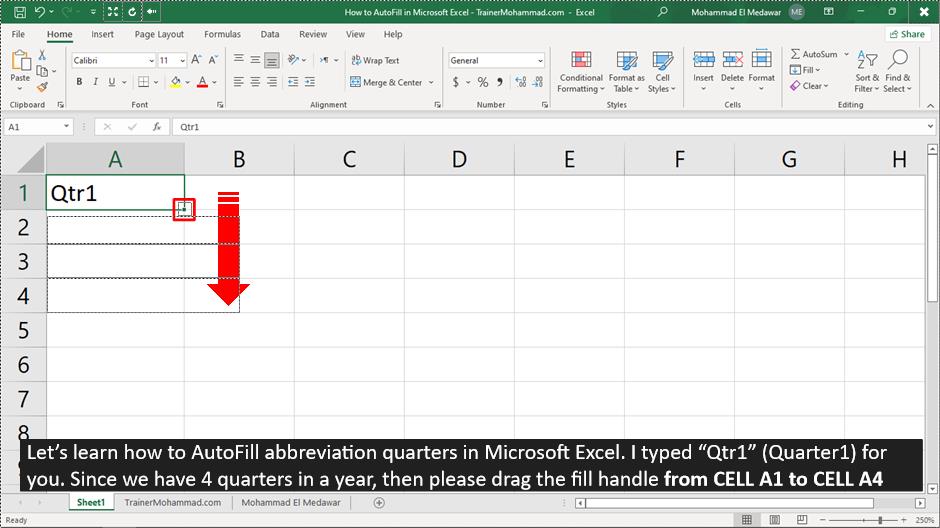 How to AutoFill in Microsoft Excel - TrainerMohammad.com - Excel
Mohammad El Medawar ME
File Home Insert Page Layout Formulas Data Review View Help Share
Paste
Clipboard
Calibri 11 A A
B I U A
Font
Wrap Text
Merge & Center
Alignment
General
$ % 9 .00 .0
Number
Conditional Formatting
Format as Table
Cell Styles
Styles
Insert Delete Format
Cells
AutoSum
Fill
Clear
Sort & Filter
Find & Select
Editing
A1 fx Qtr1
A B C D E F G H
1 Qtr1
2
3
4
5
6
7
8
Let’s learn how to AutoFill abbreviation quarters in Microsoft Excel. I typed “Qtr1” (Quarter1) for
you. Since we have 4 quarters in a year, then please drag the fill handle from CELL A1 to CELL A4
Sheet1 TrainerMohammad.com Mohammad El Medawar
Ready 250%